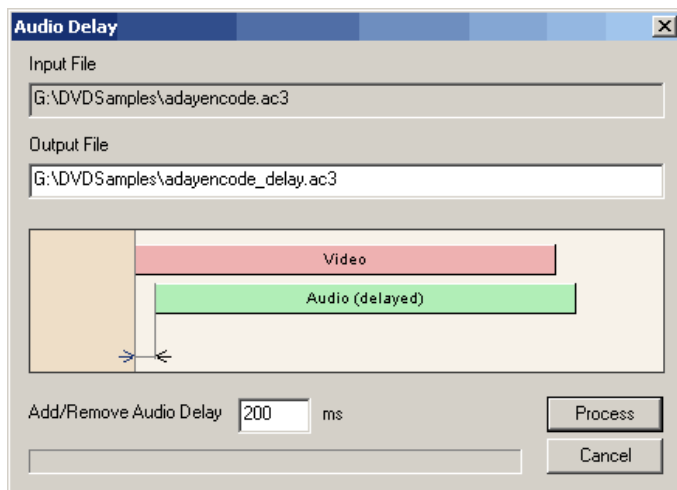 Audio Delay
Input File
G:\DVDSamples\adayencode.ac3
Output File
G:\DVDSamples\adayencode_delay.ac3
Video
Audio (delayed)
Add/Remove Audio Delay 200 ms
Process
Cancel